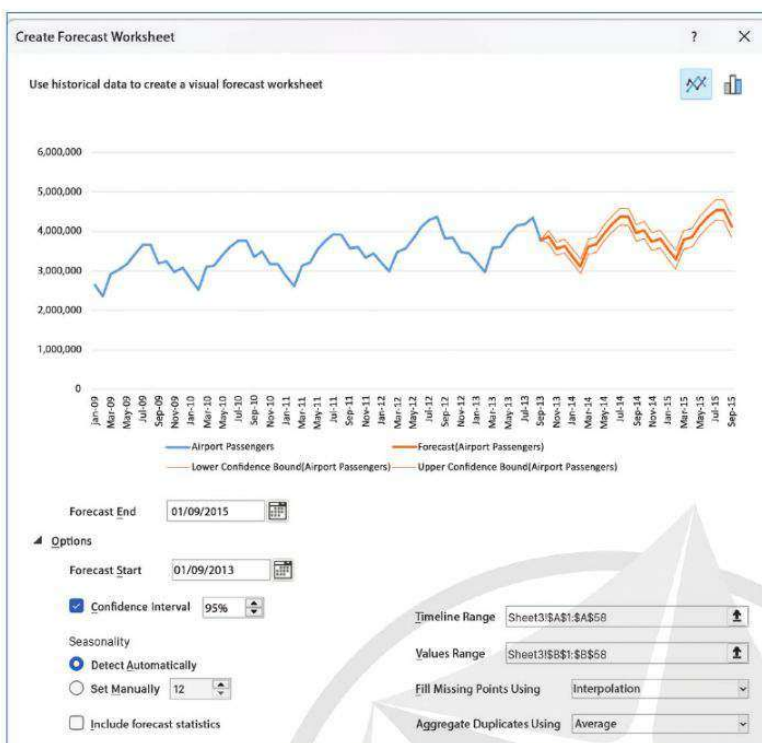 Create Forecast Worksheet ? ×
Use historical data to create a visual forecast worksheet
6,000,000
5,000,000
4,000,000
3,000,000
2,000,000
1,000,000
0
Jan-09 Mar-09 May-09 Jul-09 Sep-09 Nov-09 Jan-10 Mar-10 May-10 Jul-10 Sep-10 Nov-10 Jan-11 Mar-11 May-11 Jul-11 Sep-11 Nov-11 Jan-12 Mar-12 May-12 Jul-12 Sep-12 Nov-12 Jan-13 Mar-13 May-13 Jul-13 Sep-13 Nov-13 Jan-14 Mar-14 May-14 Jul-14 Sep-14 Nov-14 Jan-15 Mar-15 May-15 Jul-15 Sep-15
Airport Passengers Forecast(Airport Passengers)
Lower Confidence Bound(Airport Passengers) Upper Confidence Bound(Airport Passengers)
Forecast End 01/09/2015
Options
Forecast Start 01/09/2013
Confidence Interval 95%
Timeline Range Sheet3!$A$1:$A$58
Seasonality
Values Range Sheet3!$B$1:$B$58
Detect Automatically
Set Manually 12
Fill Missing Points Using Interpolation
Include forecast statistics
Aggregate Duplicates Using Average